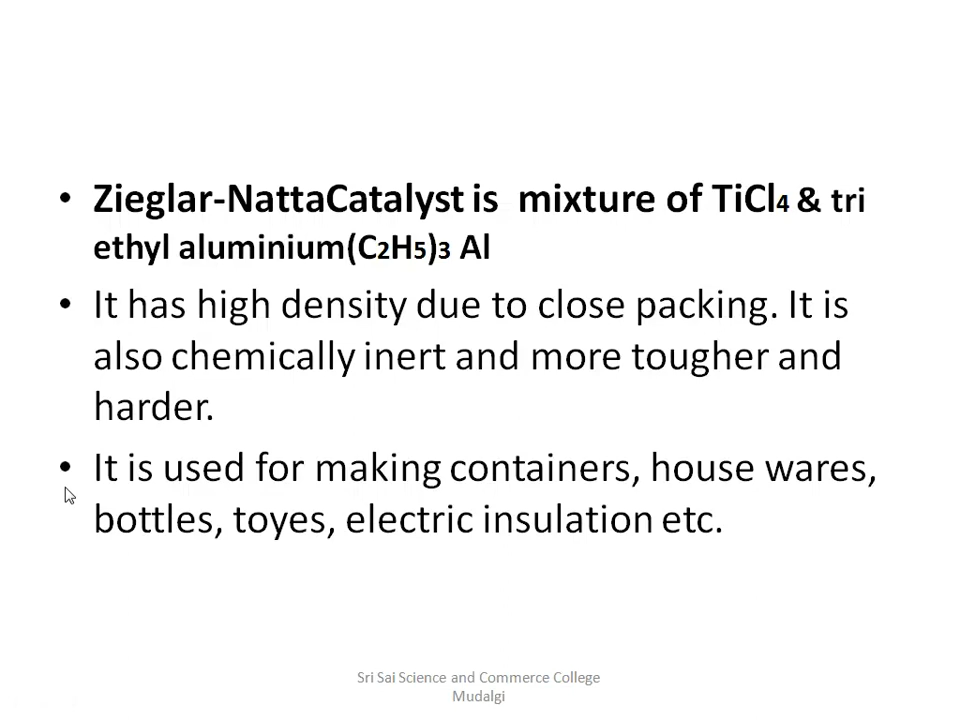 • Zieglar-NattaCatalyst is mixture of TiCl4 & tri
ethyl aluminium(C2H5)3 Al
• It has high density due to close packing. It is
also chemically inert and more tougher and
harder.
• It is used for making containers, house wares,
bottles, toyes, electric insulation etc.
Sri Sai Science and Commerce College
Mudalgi